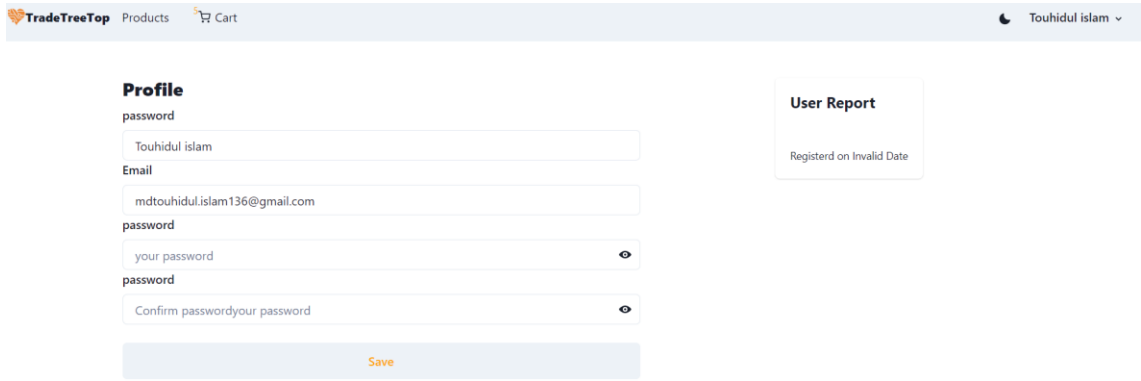 TradeTreeTop Products 5 Cart Touhidul islam
Profile
password
Touhidul islam
Email
mdtouhidul.islam136@gmail.com
password
your password
password
Confirm passwordyour password
Save
User Report
Registerd on Invalid Date